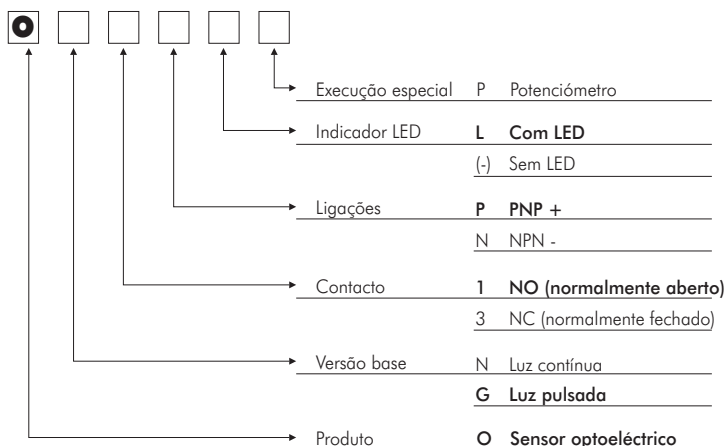 O
Execução especial P Potenciómetro
Indicador LED L Com LED
(-) Sem LED
Ligações P PNP +
N NPN -
Contacto 1 NO (normalmente aberto)
3 NC (normalmente fechado)
Versão base N Luz contínua
G Luz pulsada
Produto O Sensor optoeléctrico